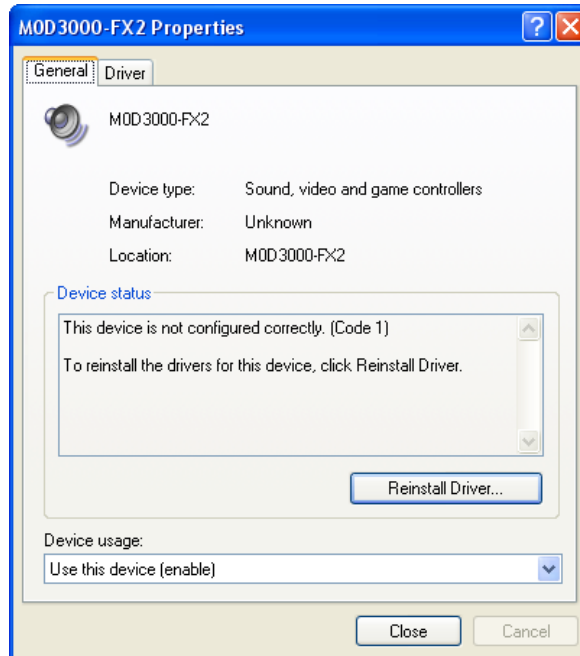 M0D3000-FX2 Properties
General Driver
M0D3000-FX2
Device type: Sound, video and game controllers
Manufacturer: Unknown
Location: M0D3000-FX2
Device status
This device is not configured correctly. (Code 1)
To reinstall the drivers for this device, click Reinstall Driver.
Reinstall Driver...
Device usage:
Use this device (enable)
Close Cancel